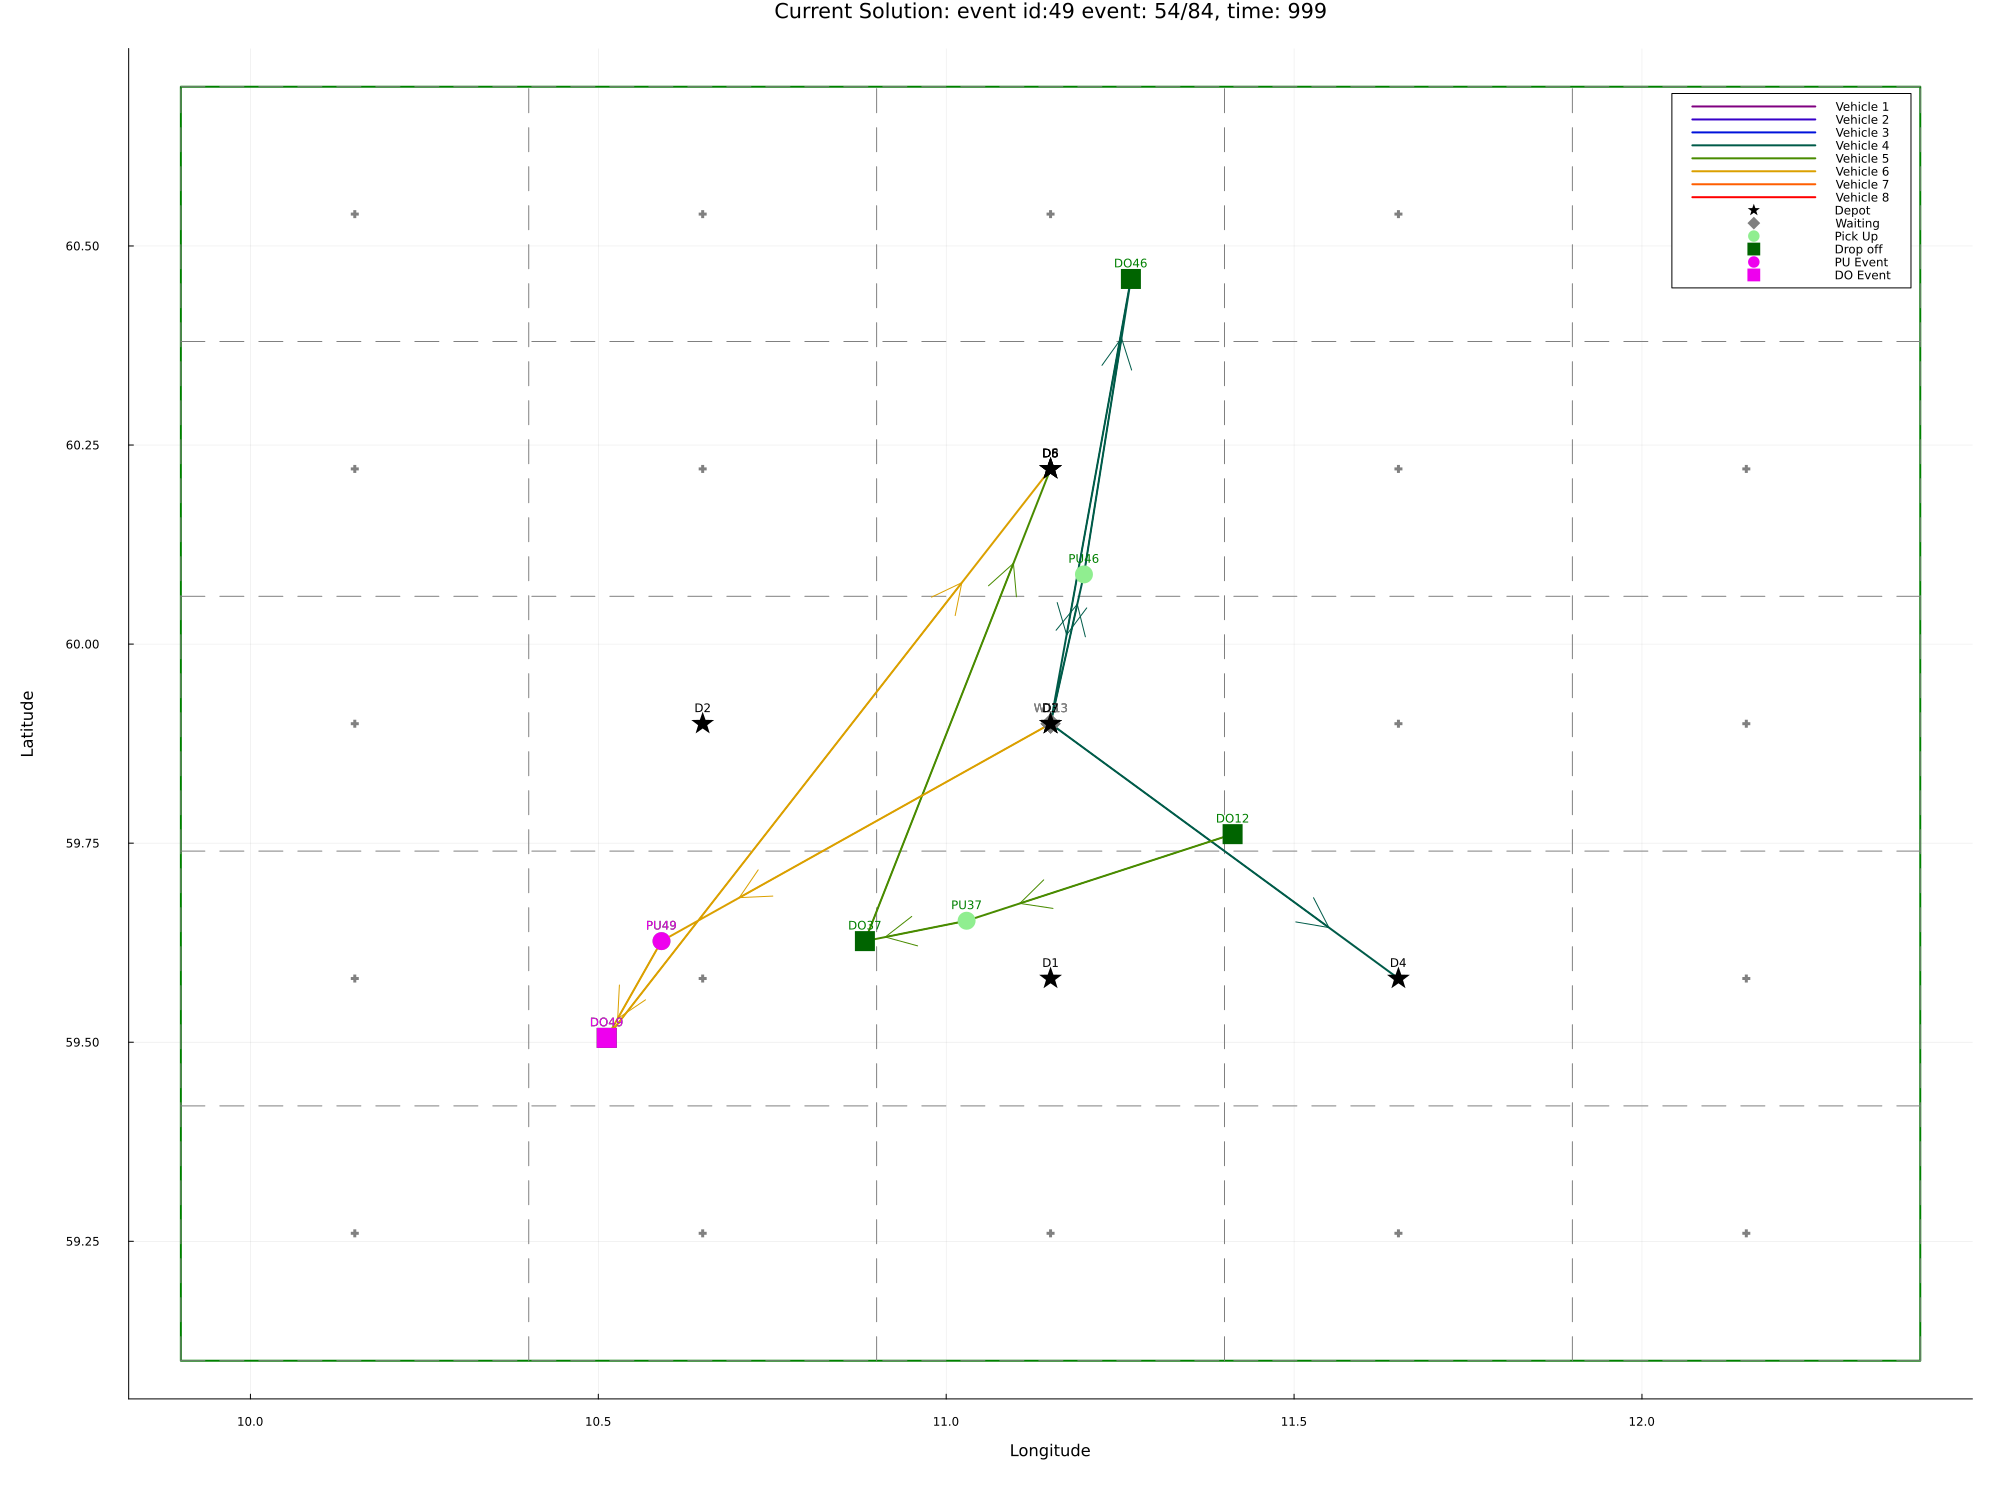 Current Solution: event id:49 event: 54/84, time: 999
Vehicle 1
Vehicle 2
Vehicle 3
Vehicle 4
Vehicle 5
Vehicle 6
Vehicle 7
Vehicle 8
Depot
Waiting
Pick Up
Drop off
PU Event
DO Event
60.50
60.25
60.00
59.75
59.50
59.25
Latitude
DO46
PU46
D2
DO12
PU37
DO37
PU49
D1
D4
DO49
10.0
10.5
11.0
11.5
12.0
Longitude